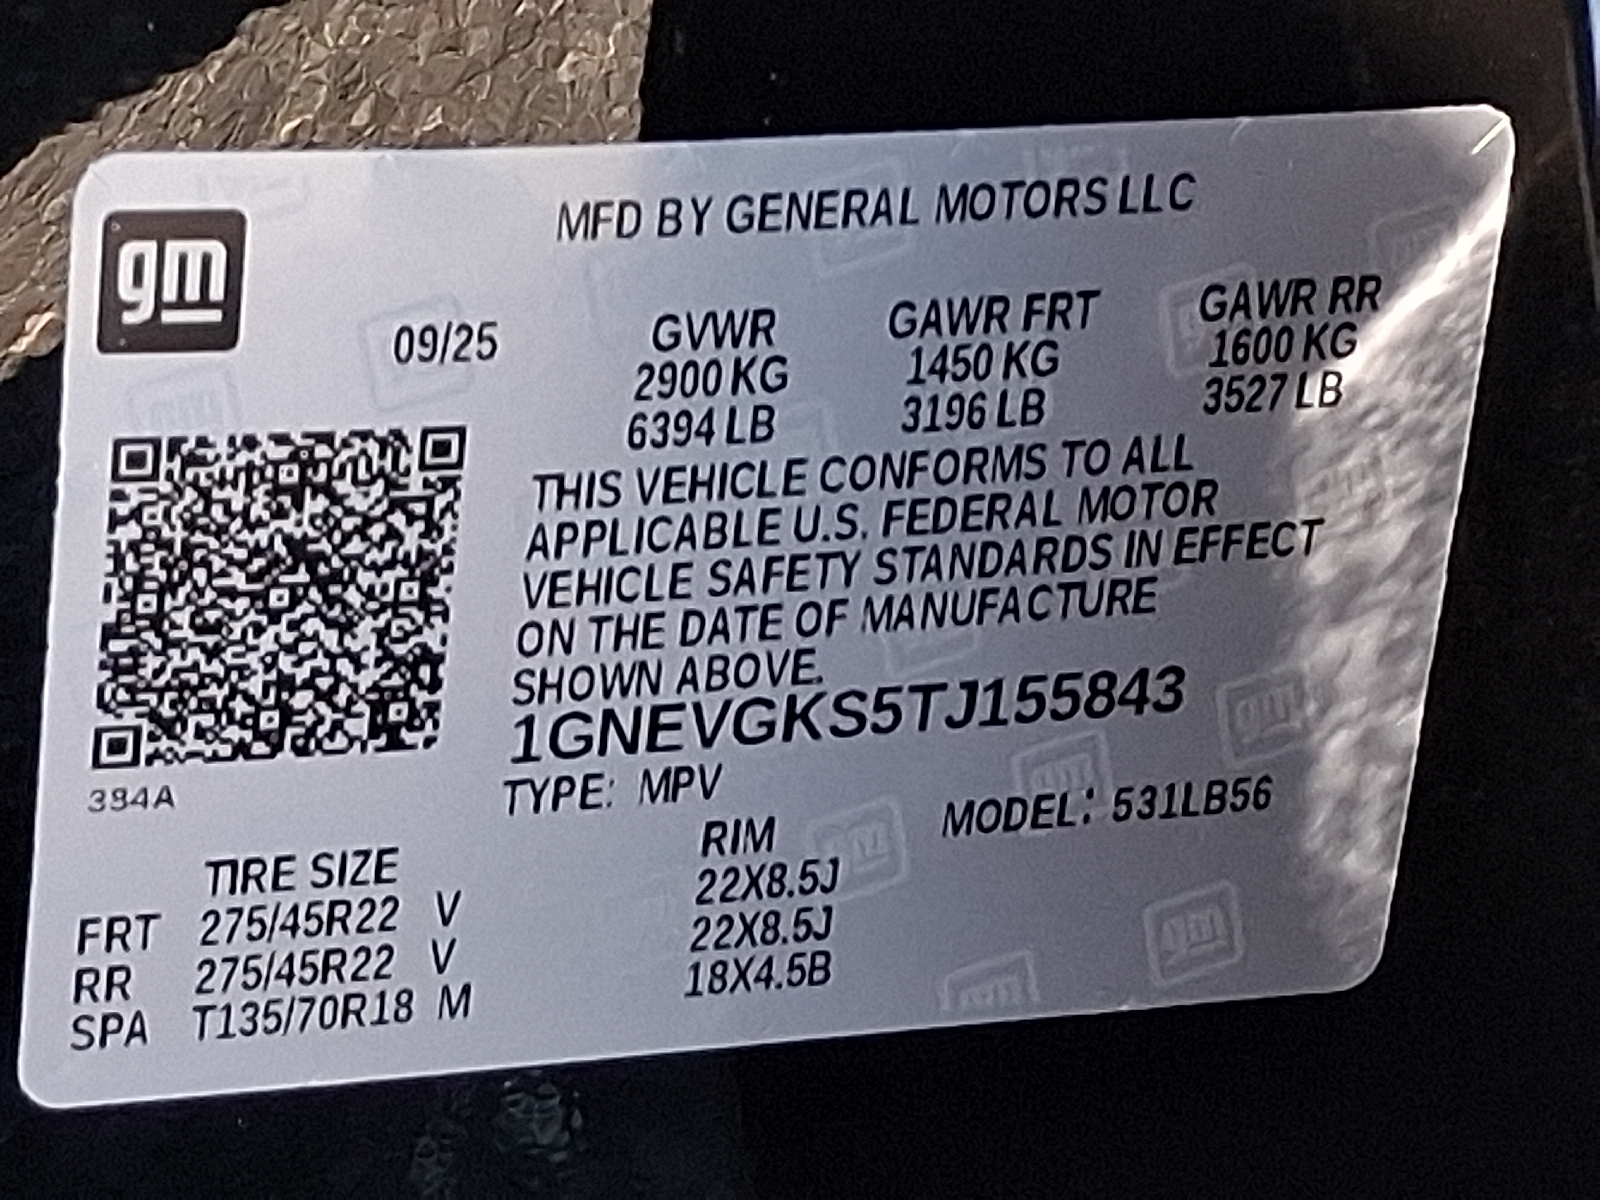 MFD BY GENERAL MOTORS LLC
gm
09/25
GVWR GAWR FRT GAWR RR
2900 KG 1450 KG 1600 KG
6394 LB 3196 LB 3527 LB
THIS VEHICLE CONFORMS TO ALL
APPLICABLE U.S. FEDERAL MOTOR
VEHICLE SAFETY STANDARDS IN EFFECT
ON THE DATE OF MANUFACTURE
SHOWN ABOVE.
1GNEVGKS5TJ155843
394A
TYPE: MPV MODEL: 531LB56
TIRE SIZE RIM
FRT 275/45R22 V 22X8.5J
RR 275/45R22 V 22X8.5J
SPA T135/70R18 M 18X4.5B